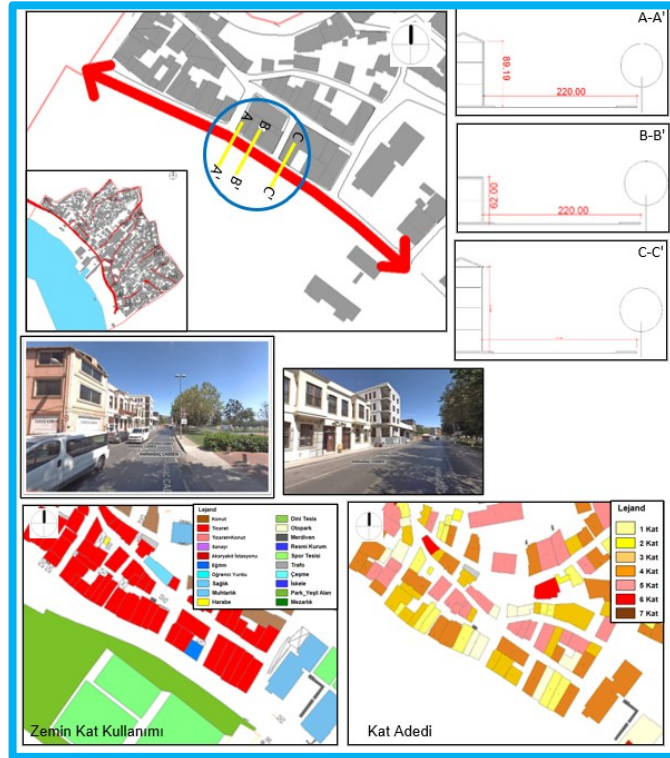 A-A'
89.19
220.00
B-B'
62.00
220.00
C-C'
A
B
C
A'
B'
C'
Lejand
Konut
Ticaret
Ticaret+Konut
Sanayi
Akaryakıt İstasyonu
Eğitim
Öğrenci Yurdu
Sağlık
Muhtarlık
Harabe
Dini Tesis
Otopark
Merdiven
Resmi Kurum
Spor Tesisi
Trafo
Çeşme
İskele
Park_Yeşil Alan
Mezarlık
Zemin Kat Kullanımı
Lejand
1 Kat
2 Kat
3 Kat
4 Kat
5 Kat
6 Kat
7 Kat
Kat Adedi